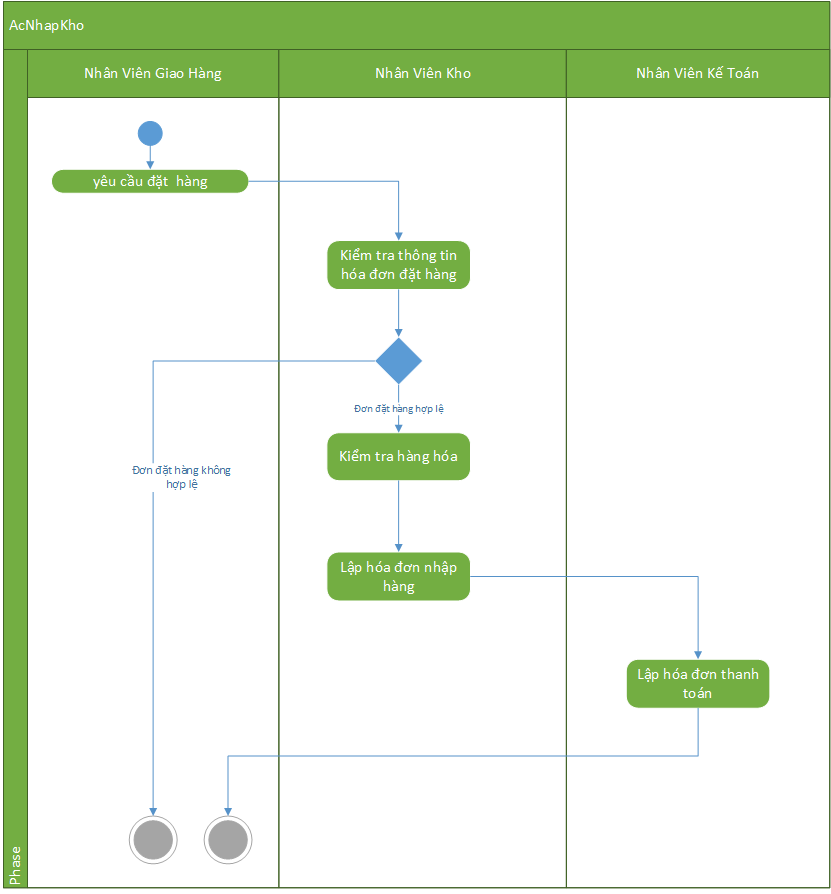 AcNhapKho
Nhân Viên Giao Hàng
Nhân Viên Kho
Nhân Viên Kế Toán
yêu cầu đặt  hàng
Kiểm tra thông tin
hóa đơn đặt hàng
Đơn đặt hàng hợp lệ
Kiểm tra hàng hóa
Đơn đặt hàng không
hợp lệ
Lập hóa đơn nhập
hàng
Lập hóa đơn thanh
toán
Phase